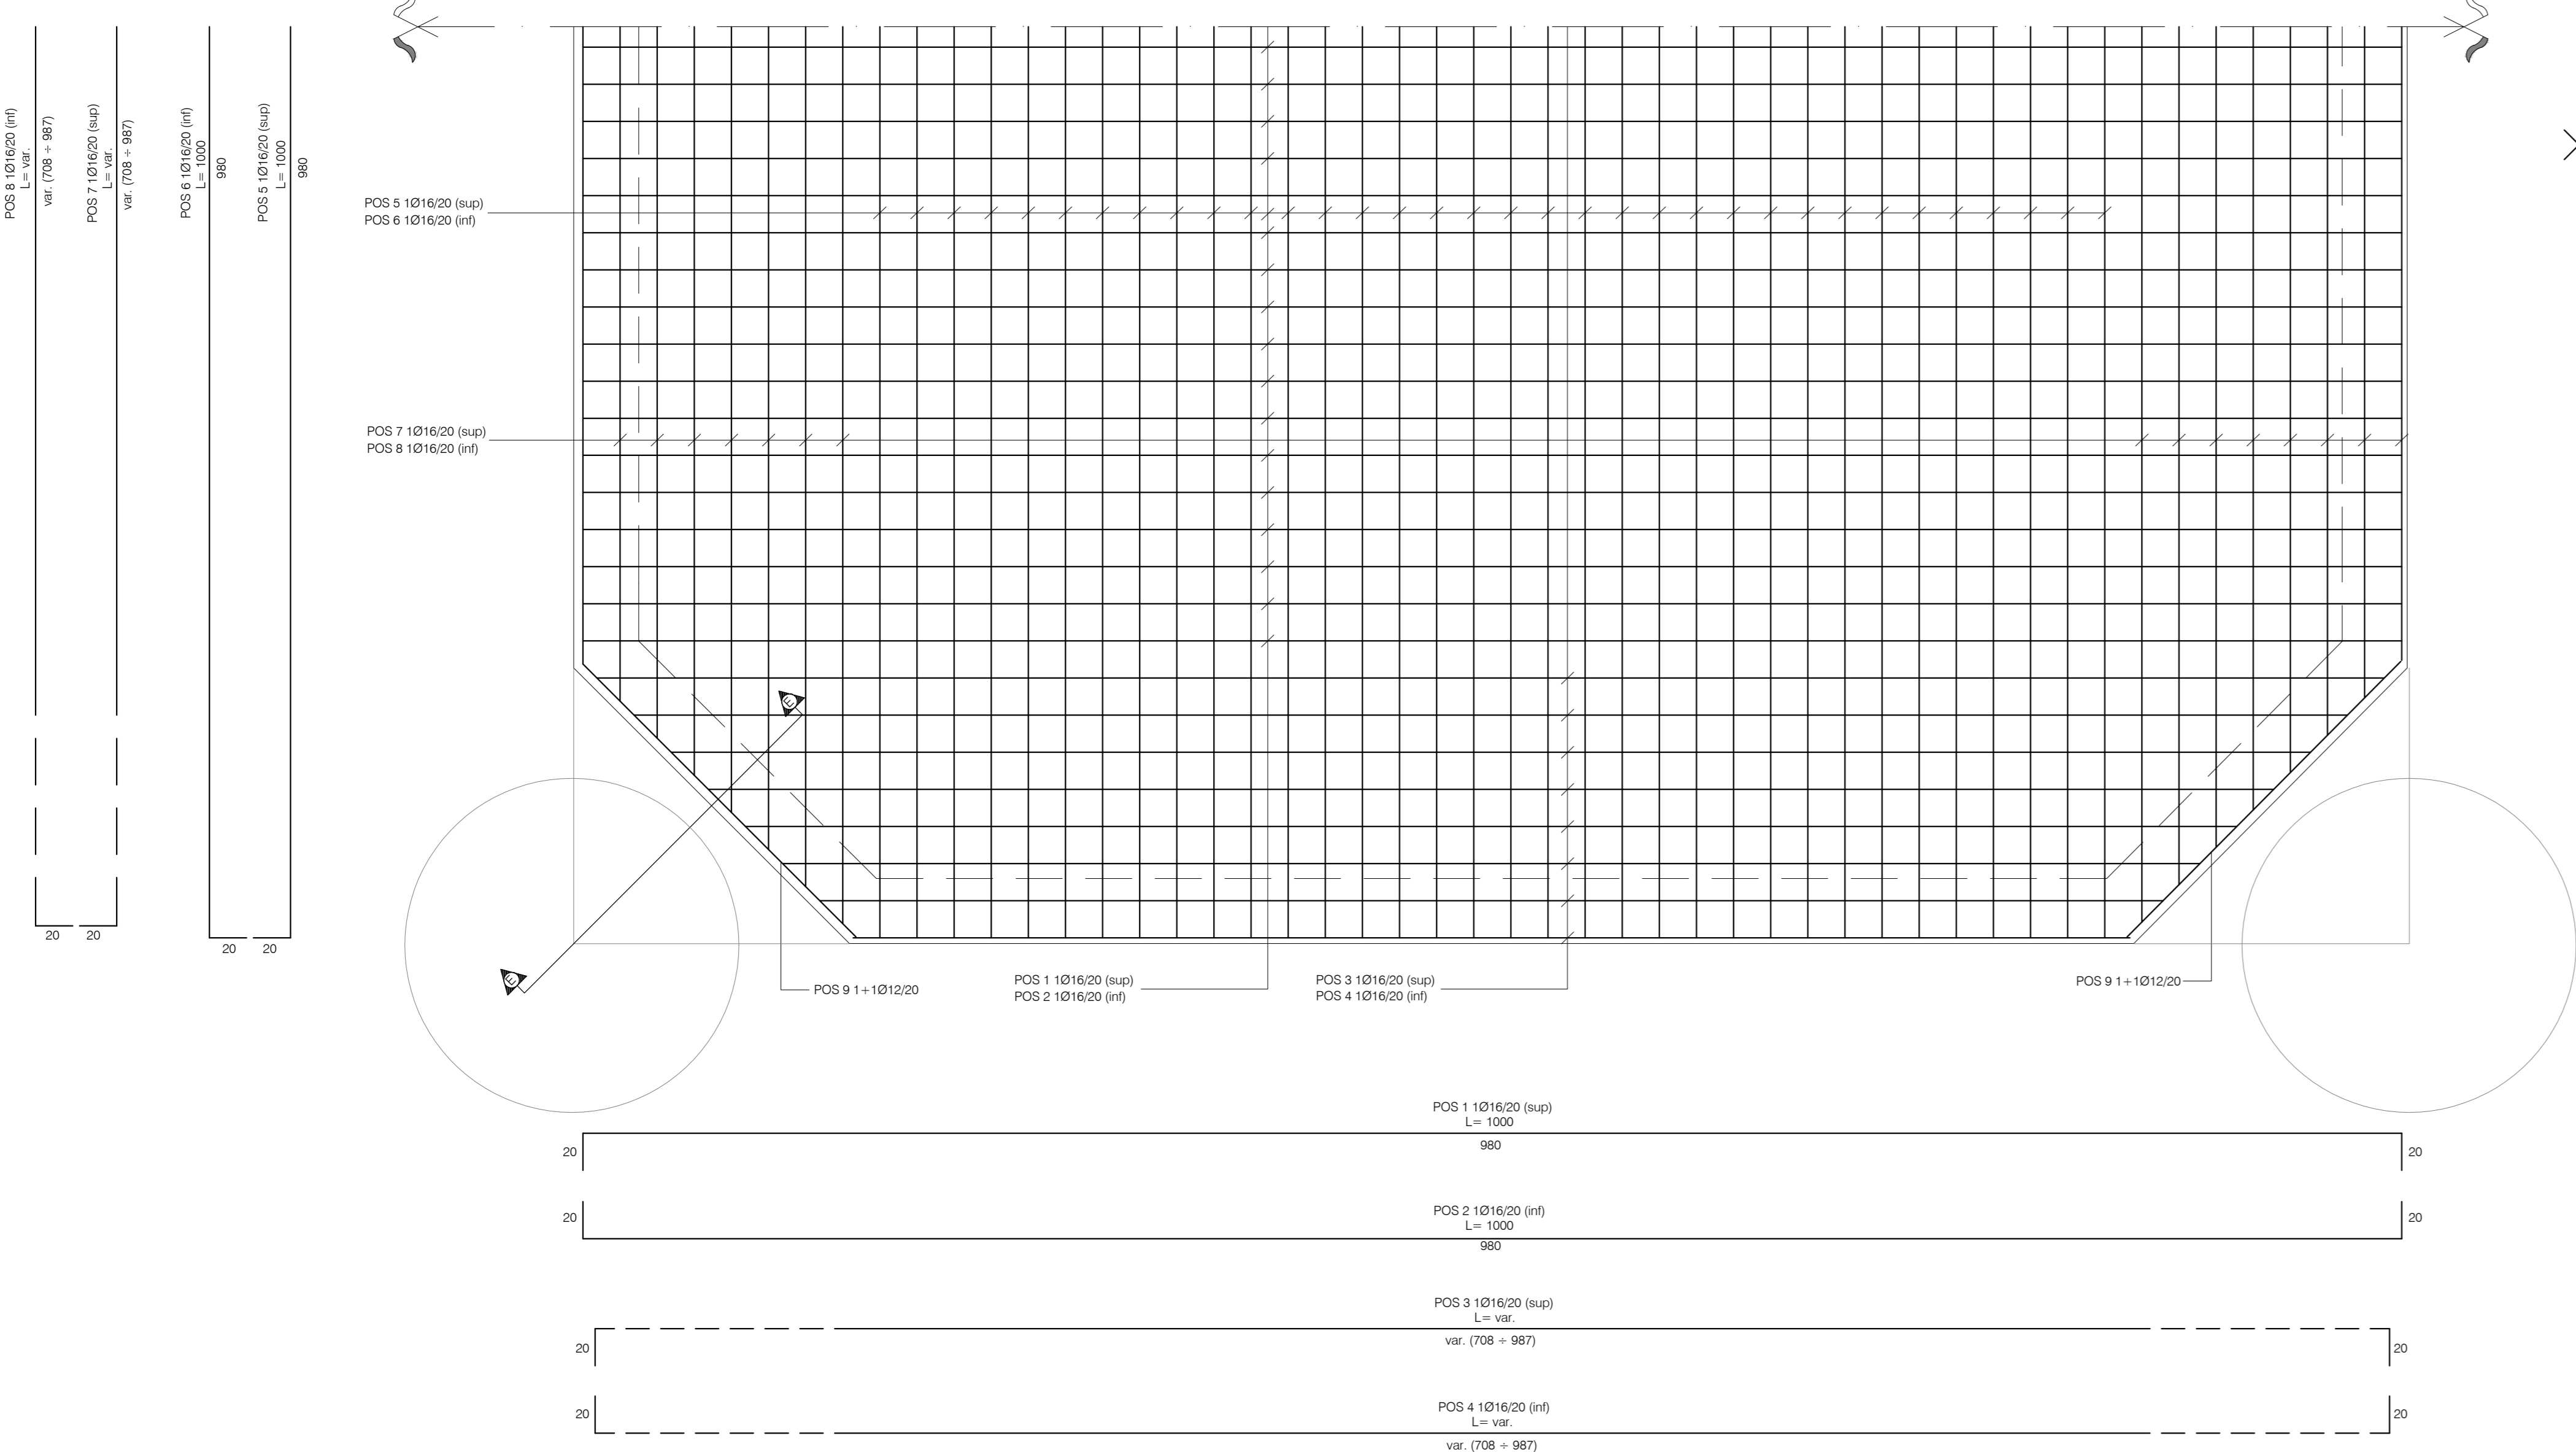 POS 8 1Ø16/20 (inf)
L= var.
var. (708 ÷ 987)
POS 7 1Ø16/20 (sup)
L= var.
var. (708 ÷ 987)
POS 6 1Ø16/20 (inf)
L= 1000
980
POS 5 1Ø16/20 (sup)
L= 1000
980
20
20
20
20
POS 5 1Ø16/20 (sup)
POS 6 1Ø16/20 (inf)
POS 7 1Ø16/20 (sup)
POS 8 1Ø16/20 (inf)
E
E
POS 9 1+1Ø12/20
POS 1 1Ø16/20 (sup)
POS 2 1Ø16/20 (inf)
POS 3 1Ø16/20 (sup)
POS 4 1Ø16/20 (inf)
POS 9 1+1Ø12/20
POS 1 1Ø16/20 (sup)
L= 1000
20
980
20
POS 2 1Ø16/20 (inf)
20
L= 1000
20
980
POS 3 1Ø16/20 (sup)
L= var.
20
var. (708 ÷ 987)
20
POS 4 1Ø16/20 (inf)
20
L= var.
20
var. (708 ÷ 987)